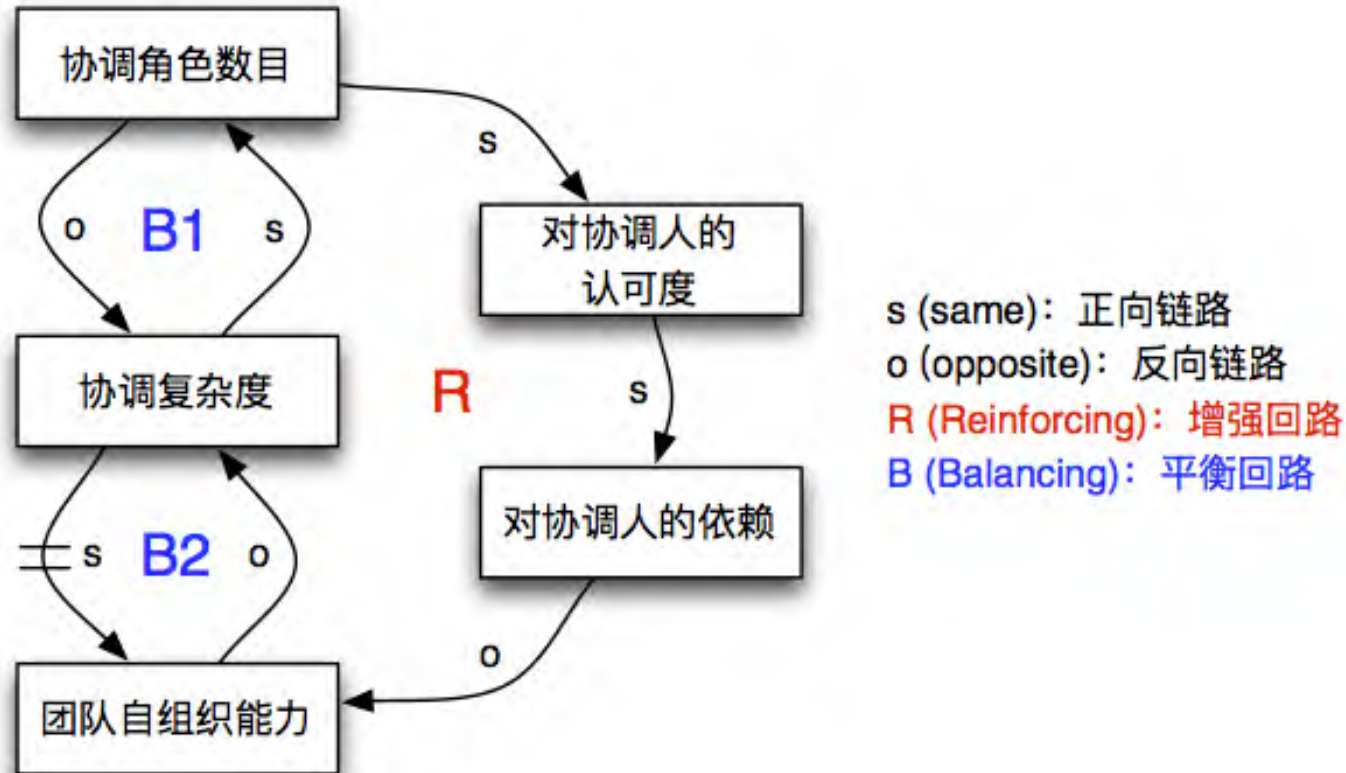 协调角色数目
s
o
B1
s
对协调人的
认可度
s (same)：正向链路
o (opposite)：反向链路
R (Reinforcing)：增强回路
B (Balancing)：平衡回路
协调复杂度
R
s
对协调人的依赖
s
B2
o
o
团队自组织能力